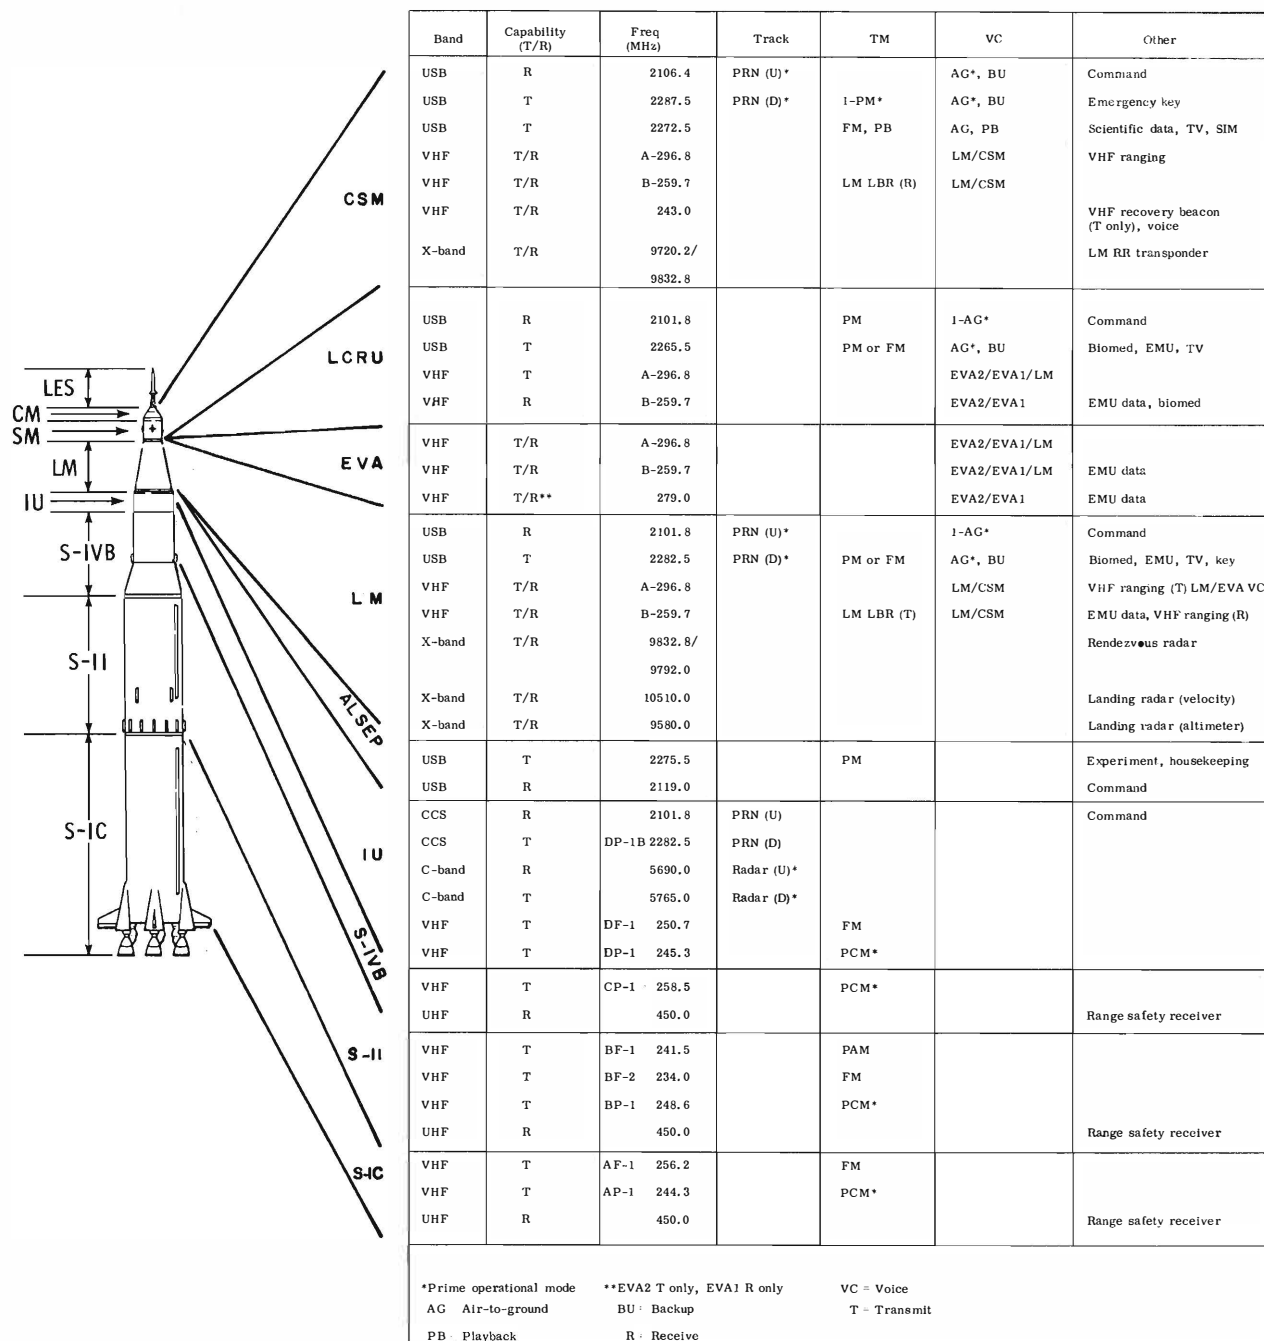 Band Capability (T/R) Freq (MHz) Track TM VC Other
CSM
USB R 2106.4 PRN (U)* AG*, BU Command
USB T 2287.5 PRN (D)* 1-PM* AG*, BU Emergency key
USB T 2272.5 FM, PB AG, PB Scientific data, TV, SIM
VHF T/R A-296.8 LM/CSM VHF ranging
VHF T/R B-259.7 LM LBR (R) LM/CSM
VHF T/R 243.0 VHF recovery beacon
(T only), voice
X-band T/R 9720.2/ LM RR transponder
9832.8
LCRU
USB R 2101.8 PM 1-AG* Command
USB T 2265.5 PM or FM AG*, BU Biomed, EMU, TV
VHF T A-296.8 EVA2/EVA1/LM
VHF R B-259.7 EVA2/EVA1 EMU data, biomed
EVA
VHF T/R A-296.8 EVA2/EVA1/LM
VHF T/R B-259.7 EVA2/EVA1/LM EMU data
VHF T/R** 279.0 EVA2/EVA1 EMU data
LM
USB R 2101.8 PRN (U)* 1-AG* Command
USB T 2282.5 PRN (D)* PM or FM AG*, BU Biomed, EMU, TV, key
VHF T/R A-296.8 LM/CSM VHF ranging (T) LM/EVA VC
VHF T/R B-259.7 LM LBR (T) LM/CSM EMU data, VHF ranging (R)
X-band T/R 9832.8/ Rendezvous radar
9792.0
X-band T/R 10510.0 Landing radar (velocity)
X-band T/R 9580.0 Landing radar (altimeter)
ALSEP
USB T 2275.5 PM Experiment, housekeeping
USB R 2119.0 Command
IU
CCS R 2101.8 PRN (U) Command
CCS T DP-1B 2282.5 PRN (D)
C-band R 5690.0 Radar (U)*
C-band T 5765.0 Radar (D)*
VHF T DF-1 250.7 FM
VHF T DP-1 245.3 PCM*
S-IVB
VHF T CP-1 258.5 PCM*
UHF R 450.0 Range safety receiver
S-II
VHF T BF-1 241.5 PAM
VHF T BF-2 234.0 FM
VHF T BP-1 248.6 PCM*
UHF R 450.0 Range safety receiver
S-IC
VHF T AF-1 256.2 FM
VHF T AP-1 244.3 PCM*
UHF R 450.0 Range safety receiver
LES
CM
SM
LM
IU
S-IVB
S-II
S-IC
*Prime operational mode **EVA2 T only, EVA1 R only VC = Voice
AG Air-to-ground BU: Backup T = Transmit
PB Playback R : Receive